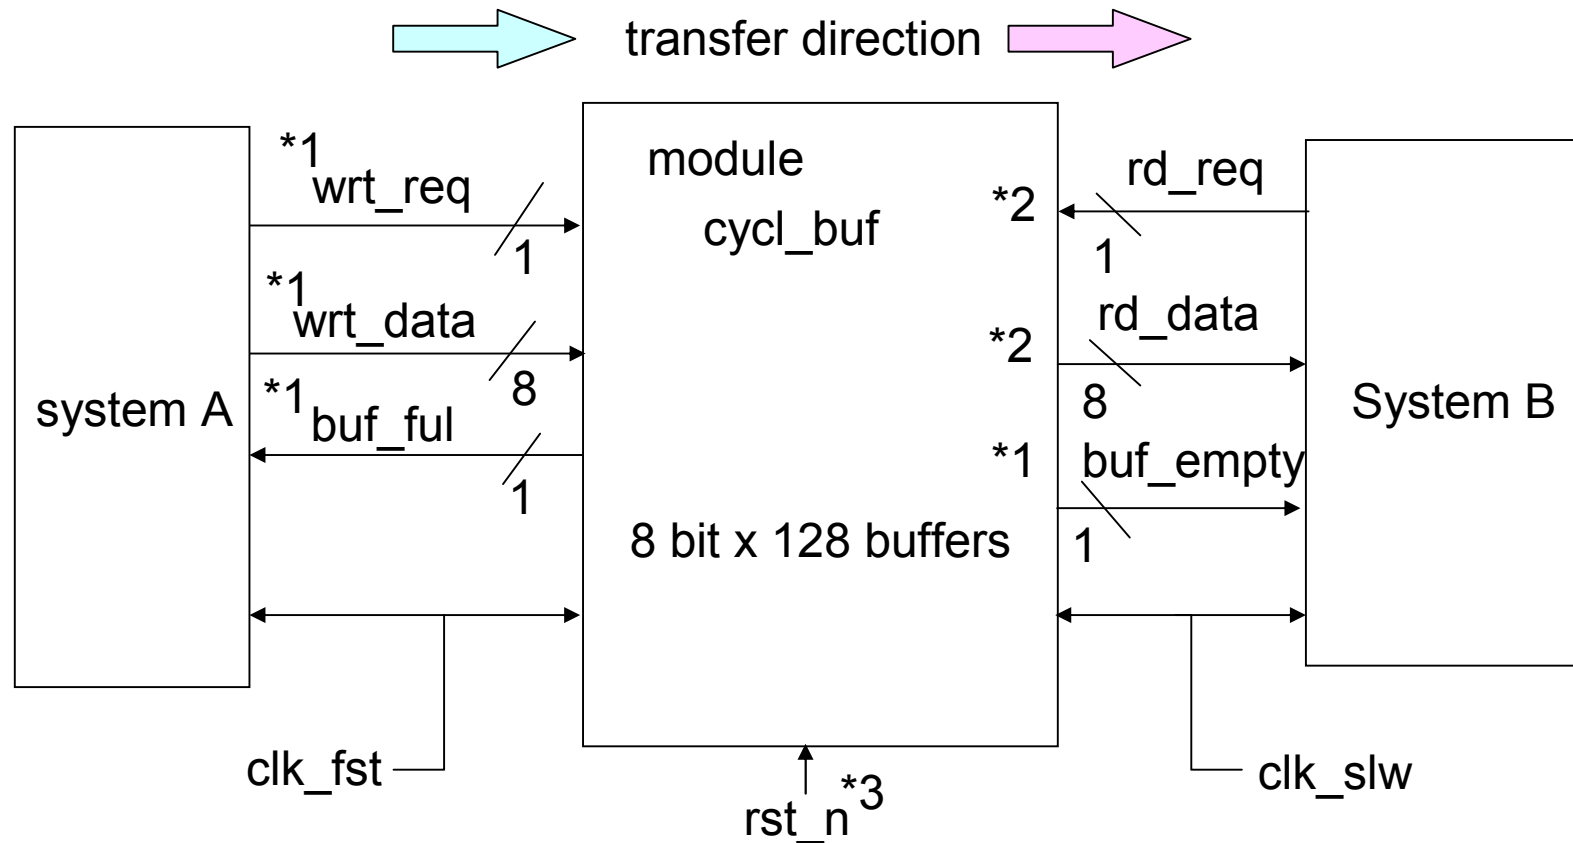 transfer direction
system A
*1
wrt_req
1
*1
wrt_data
8
*1
buf_ful
1
module
cycl_buf
8 bit x 128 buffers
*2
rd_req
1
*2
rd_data
8
*1
buf_empty
1
System B
clk_fst
rst_n*3
clk_slw